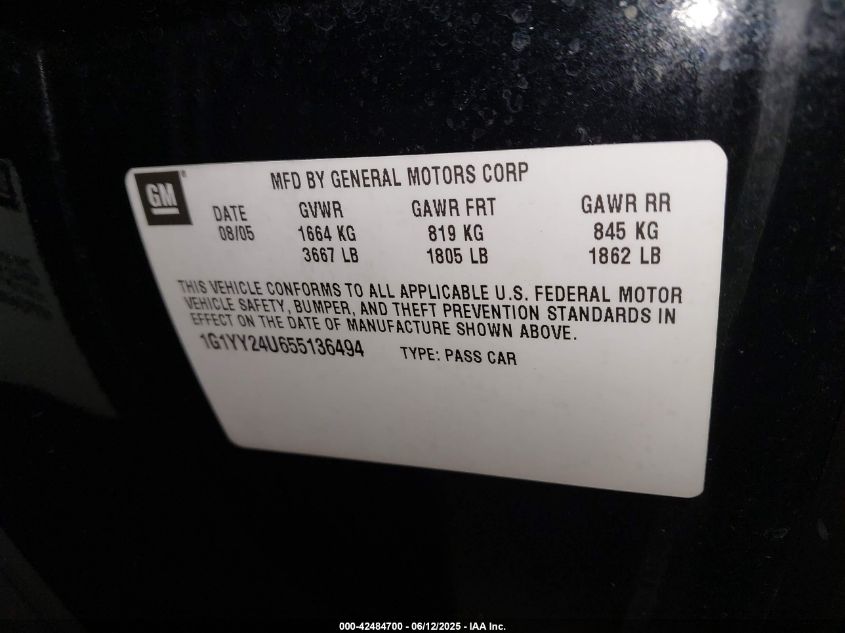 GM
MFD BY GENERAL MOTORS CORP
DATE GVWR GAWR FRT GAWR RR
08/05 1664 KG 819 KG 845 KG
3667 LB 1805 LB 1862 LB
THIS VEHICLE CONFORMS TO ALL APPLICABLE U.S. FEDERAL MOTOR
VEHICLE SAFETY, BUMPER, AND THEFT PREVENTION STANDARDS IN
EFFECT ON THE DATE OF MANUFACTURE SHOWN ABOVE.
1G1YY24U655136494 TYPE: PASS CAR
000-42484700 - 06/12/2025 - IAA Inc.